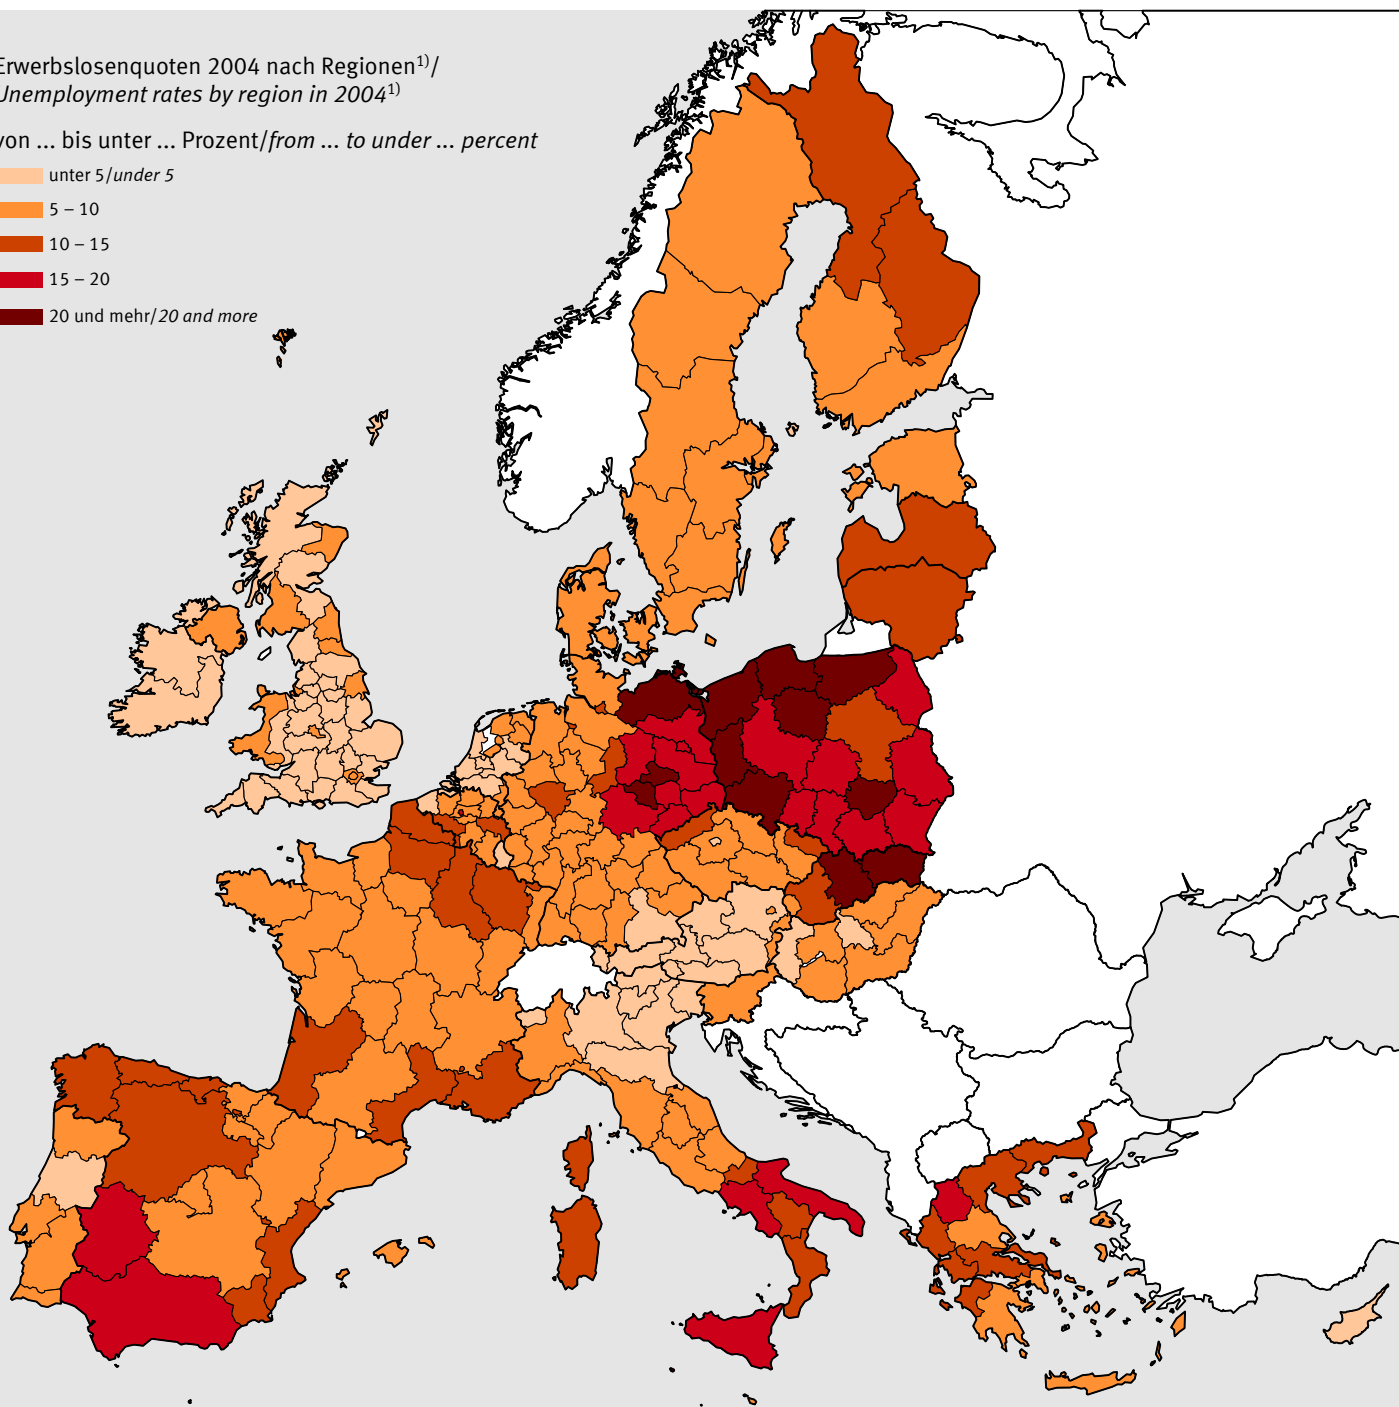 Erwerbslosenquoten 2004 nach Regionen1)/
Unemployment rates by region in 20041)
von ... bis unter ... Prozent/from ... to under ... percent
unter 5/under 5
5 – 10
10 – 15
15 – 20
20 und mehr/20 and more